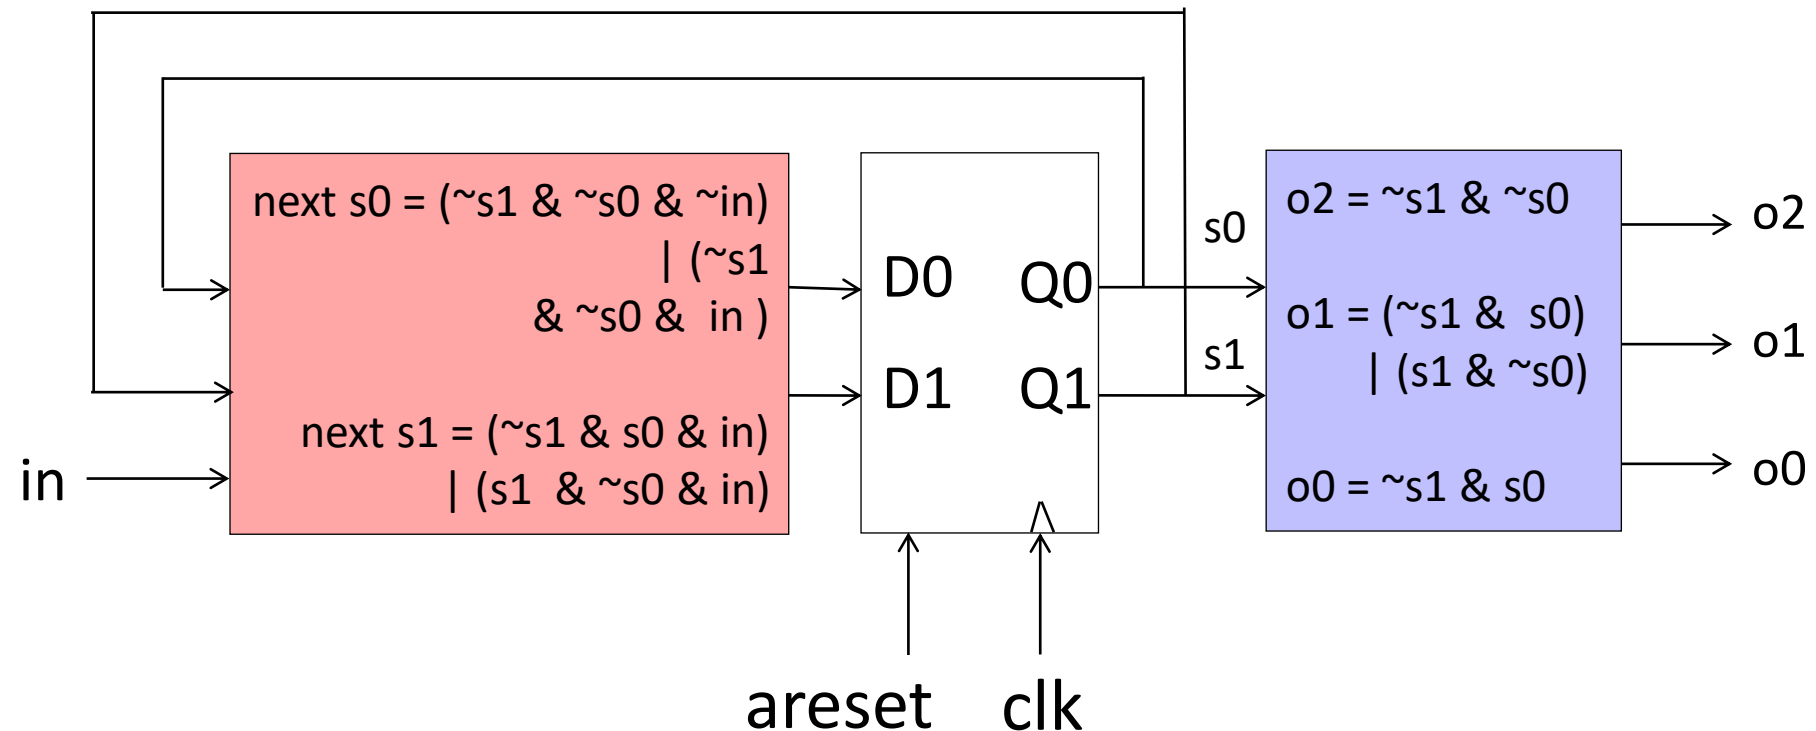 next s0 = (~s1 & ~s0 & ~in)
| (~s1
& ~s0 &  in )
next s1 = (~s1 & s0 & in)
| (s1  & ~s0 & in)
in
D0
Q0
D1
Q1
areset
clk
s0
s1
o2 = ~s1 & ~s0
o1 = (~s1 &  s0)
| (s1 & ~s0)
o0 = ~s1 & s0
o2
o1
o0